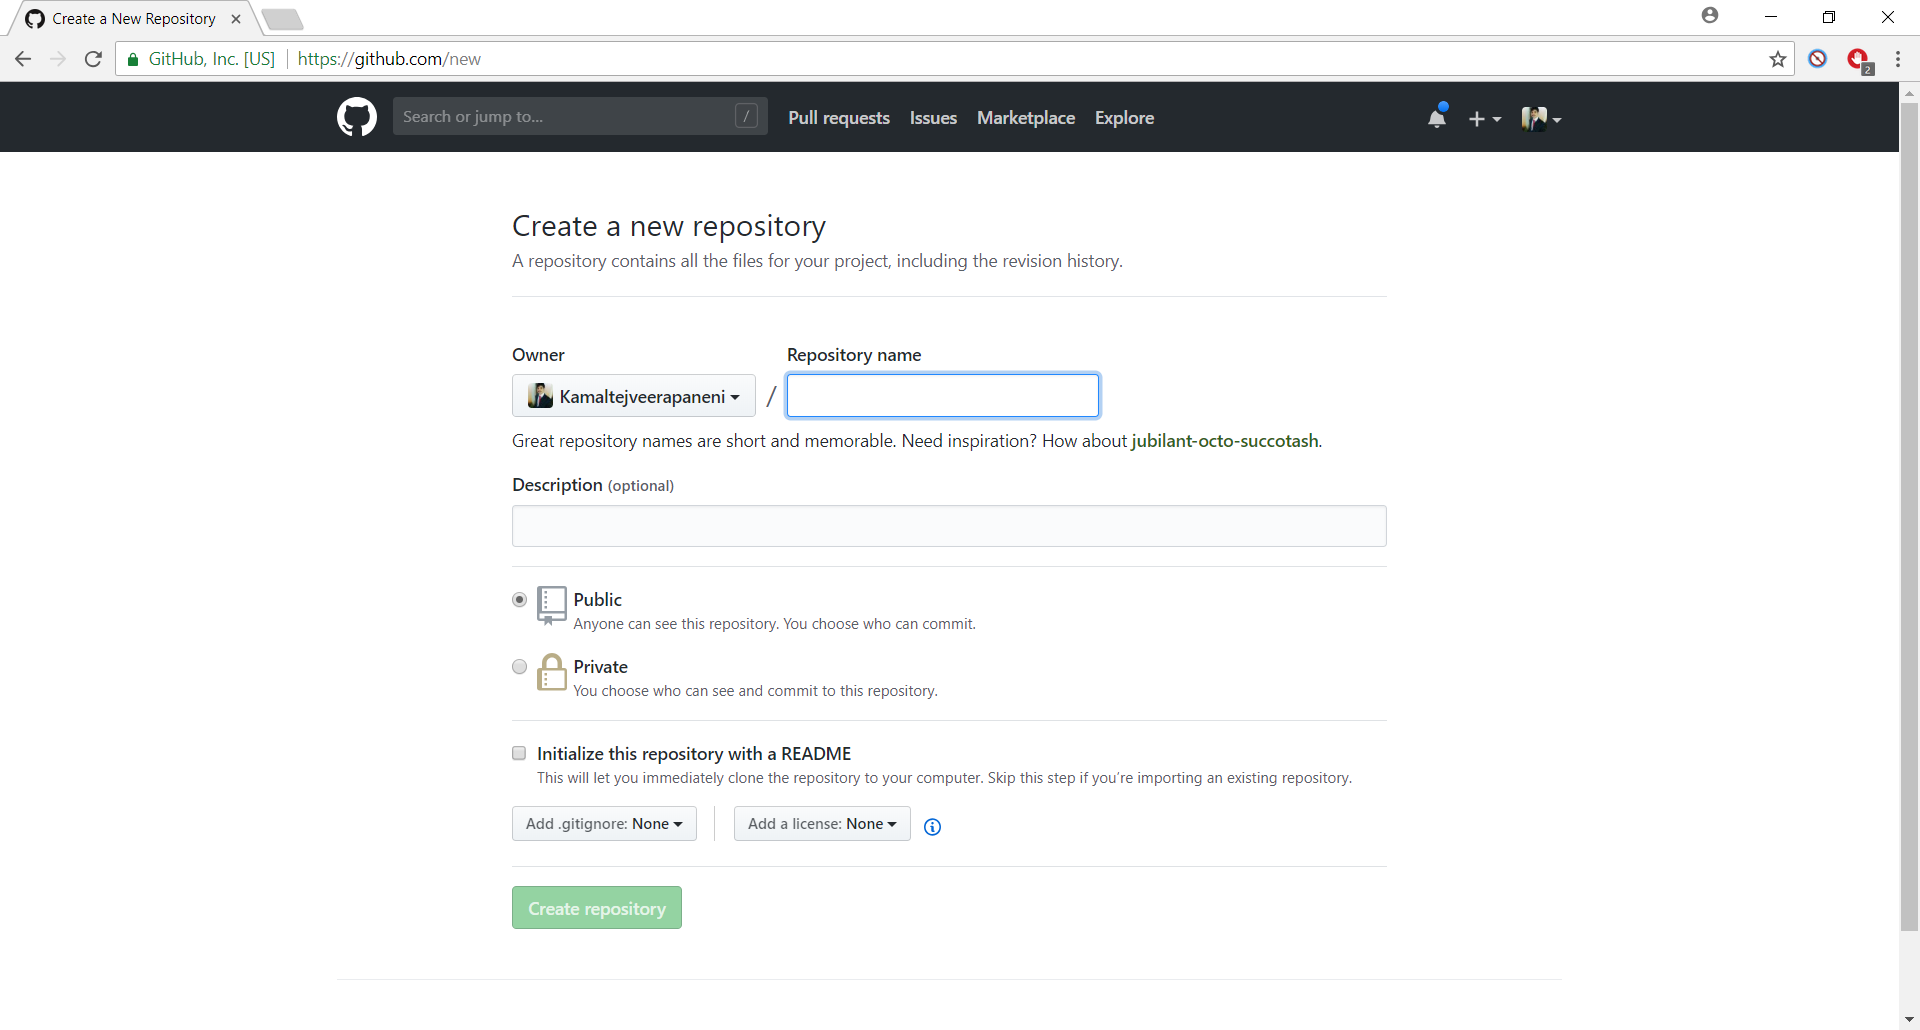 Create a New Repository
GitHub, Inc. [US] https://github.com/new
2
Search or jump to... / Pull requests Issues Marketplace Explore
Create a new repository
A repository contains all the files for your project, including the revision history.
Owner Repository name
Kamaltejveerapaneni /
Great repository names are short and memorable. Need inspiration? How about jubilant-octo-succotash.
Description (optional)
Public
Anyone can see this repository. You choose who can commit.
Private
You choose who can see and commit to this repository.
Initialize this repository with a README
This will let you immediately clone the repository to your computer. Skip this step if you’re importing an existing repository.
Add .gitignore: None Add a license: None
Create repository